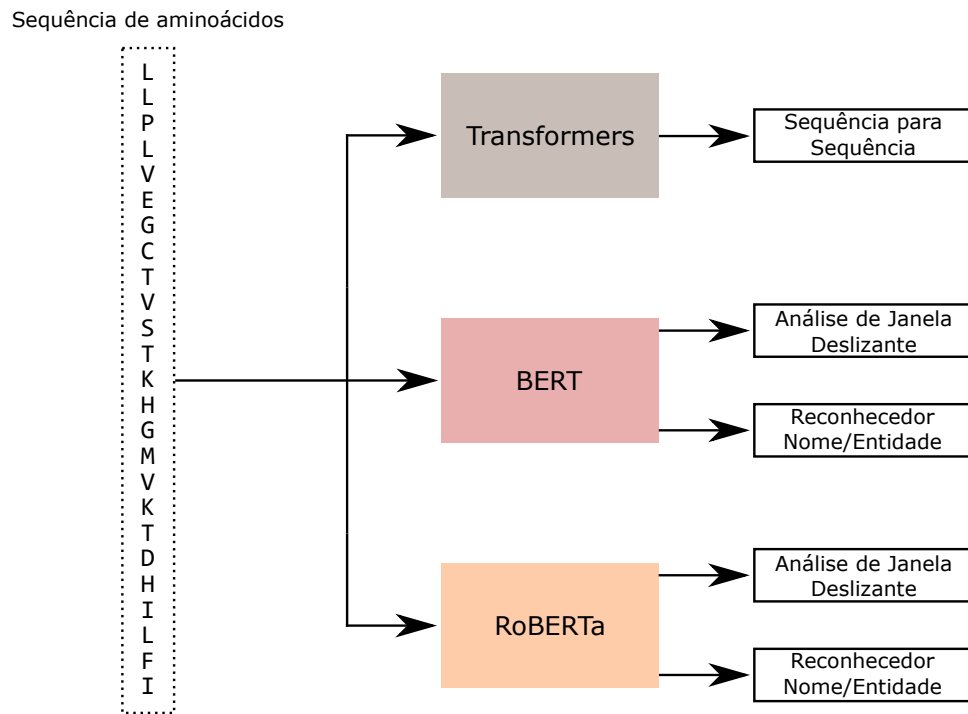 Sequência de aminoácidos
L
L
P
L
V
E
G
C
T
V
S
T
K
H
G
M
V
K
T
D
H
I
L
F
I
Transformers
Sequência para
Sequência
BERT
Análise de Janela
Deslizante
Reconhecedor
Nome/Entidade
RoBERTa
Análise de Janela
Deslizante
Reconhecedor
Nome/Entidade